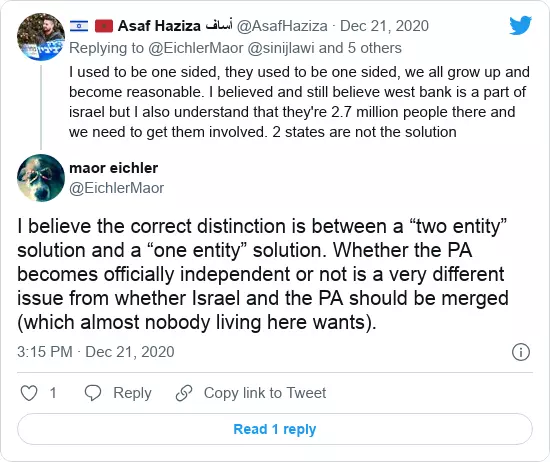 Asaf Haziza أساف @AsafHaziza · Dec 21, 2020
Replying to @EichlerMaor @sinijlawi and 5 others
I used to be one sided, they used to be one sided, we all grow up and
become reasonable. I believed and still believe west bank is a part of
israel but I also understand that they're 2.7 million people there and
we need to get them involved. 2 states are not the solution
maor eichler
@EichlerMaor
I believe the correct distinction is between a “two entity”
solution and a “one entity” solution. Whether the PA
becomes officially independent or not is a very different
issue from whether Israel and the PA should be merged
(which almost nobody living here wants).
3:15 PM · Dec 21, 2020
1 Reply Copy link to Tweet
Read 1 reply